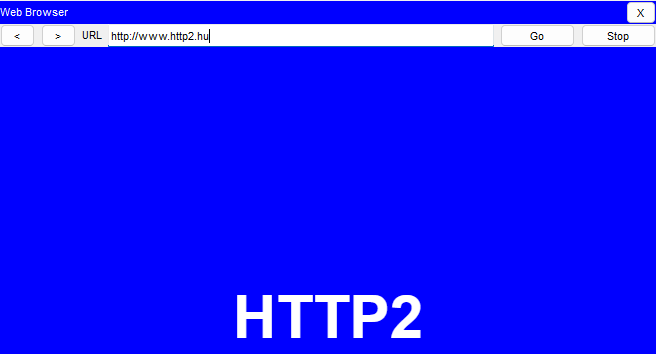 Web Browser X
< > URL http://www.http2.hu Go Stop
HTTP2